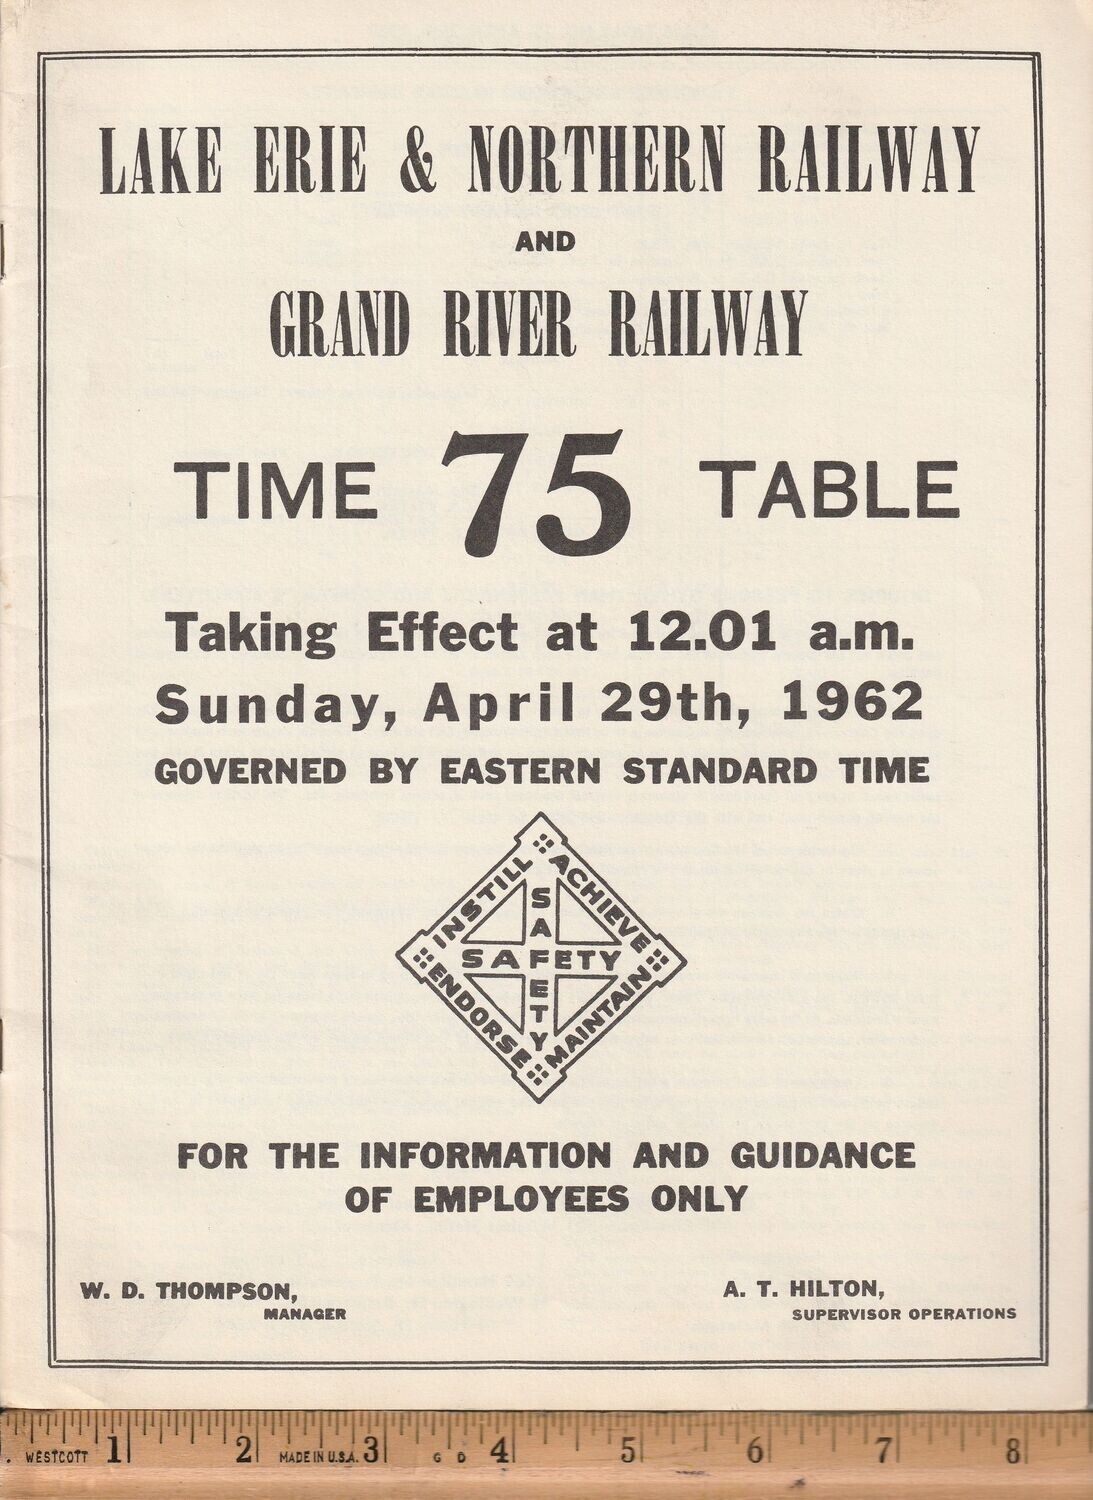 LAKE ERIE & NORTHERN RAILWAY
AND
GRAND RIVER RAILWAY
TIME 75 TABLE
Taking Effect at 12.01 a.m.
Sunday, April 29th, 1962
GOVERNED BY EASTERN STANDARD TIME
INSTILL ACHIEVE
SAFETY
SAFETY
ENDORSE MAINTAIN
FOR THE INFORMATION AND GUIDANCE
OF EMPLOYEES ONLY
W. D. THOMPSON,
MANAGER
A. T. HILTON,
SUPERVISOR OPERATIONS
WESTCOTT 1 2 MADE IN U.S.A. 3 G D 4 5 6 7 8